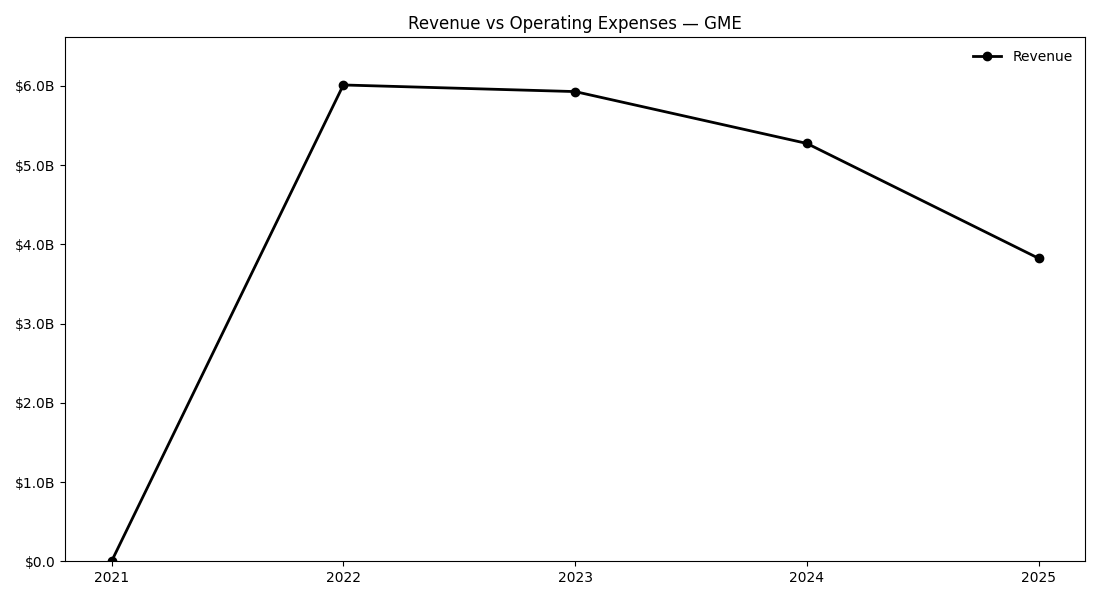 Revenue vs Operating Expenses — GME
Revenue
$6.0B
$5.0B
$4.0B
$3.0B
$2.0B
$1.0B
$0.0
2021 2022 2023 2024 2025